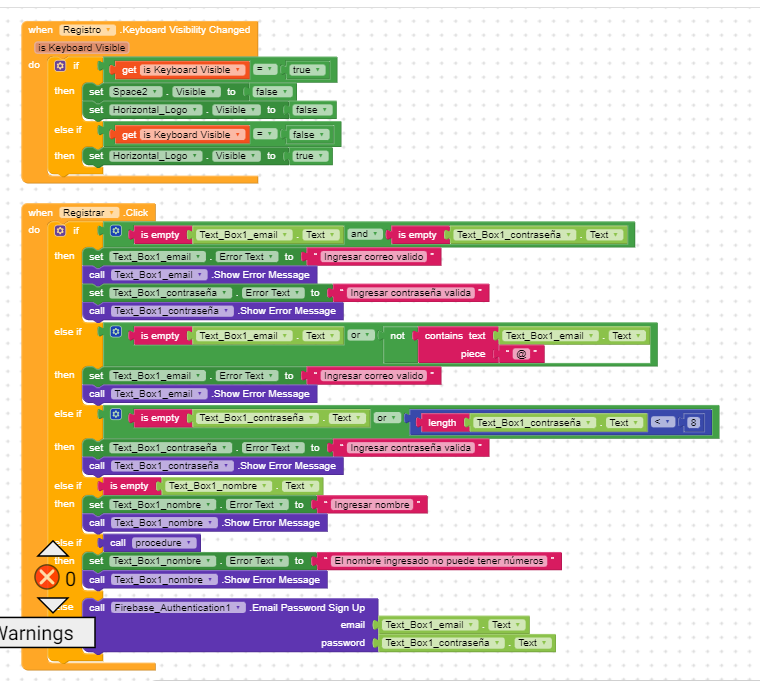 when Registro .Keyboard Visibility Changed
is Keyboard Visible
do if get is Keyboard Visible = true
then set Space2 . Visible to false
set Horizontal_Logo . Visible to false
else if get is Keyboard Visible = false
then set Horizontal_Logo . Visible to true
when Registrar .Click
do if is empty Text_Box1_email . Text and is empty Text_Box1_contraseña . Text
then set Text_Box1_email . Error Text to " Ingresar correo valido "
call Text_Box1_email .Show Error Message
set Text_Box1_contraseña . Error Text to " Ingresar contraseña valida "
call Text_Box1_contraseña .Show Error Message
else if is empty Text_Box1_email . Text or not contains text Text_Box1_email . Text
piece " @ "
then set Text_Box1_email . Error Text to " Ingresar correo valido "
call Text_Box1_email .Show Error Message
else if is empty Text_Box1_contraseña . Text or length Text_Box1_contraseña . Text < 8
then set Text_Box1_contraseña . Error Text to " Ingresar contraseña valida "
call Text_Box1_contraseña .Show Error Message
else if is empty Text_Box1_nombre . Text
then set Text_Box1_nombre . Error Text to " Ingresar nombre "
call Text_Box1_nombre .Show Error Message
else if call procedure
then set Text_Box1_nombre . Error Text to " El nombre ingresado no puede tener números "
0 call Text_Box1_nombre .Show Error Message
se call Firebase_Authentication1 .Email Password Sign Up
email Text_Box1_email . Text
Warnings password Text_Box1_contraseña . Text